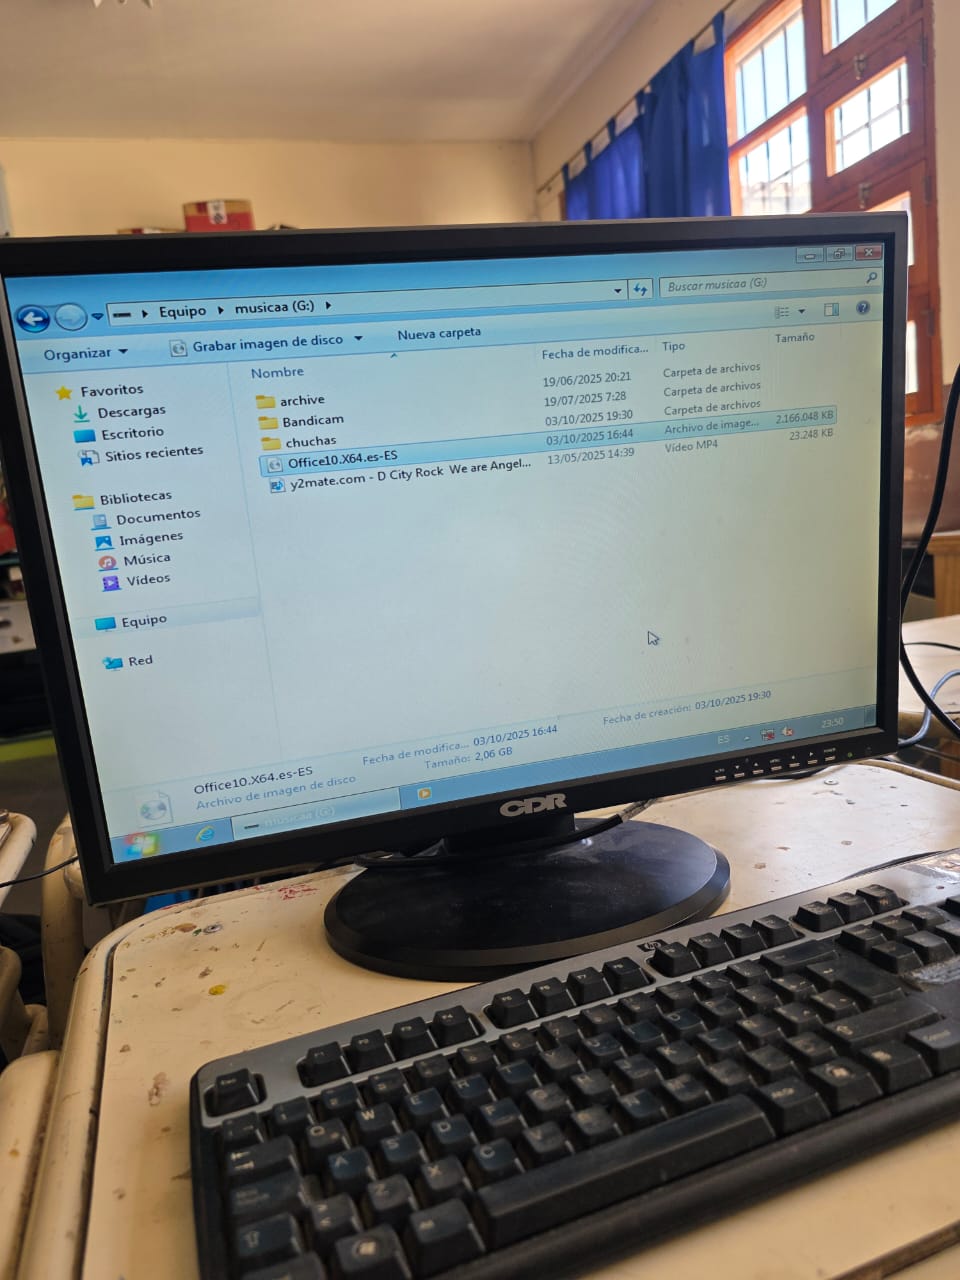 Equipo
musicaa (G:)
Buscar musicaa (G:)
Organizar
Grabar imagen de disco
Nueva carpeta
Nombre
Fecha de modifica...
Tipo
Tamaño
archive
19/06/2025 20:21
Carpeta de archivos
Bandicam
19/07/2025 7:28
Carpeta de archivos
chuchas
03/10/2025 19:30
Carpeta de archivos
Office10.X64.es-ES
03/10/2025 16:44
Archivo de image...
2.166.048 KB
y2mate.com - D City Rock We are Angel...
13/05/2025 14:39
Vídeo MP4
23.248 KB
Favoritos
Descargas
Escritorio
Sitios recientes
Bibliotecas
Documentos
Imágenes
Música
Vídeos
Equipo
Red
Office10.X64.es-ES
Archivo de imagen de disco
Fecha de modifica... 03/10/2025 16:44
Tamaño: 2,06 GB
Fecha de creación: 03/10/2025 19:30
musicaa (G:)
ES
23:50
CDR
hp